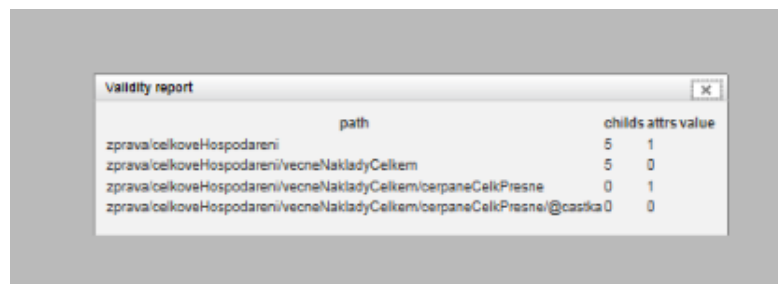 Validity report
path childs attrs value
zprava/celkoveHospodareni 5 1
zprava/celkoveHospodareni/vecneNakladyCelkem 5 0
zprava/celkoveHospodareni/vecneNakladyCelkem/cerpaneCelkPresne 0 1
zprava/celkoveHospodareni/vecneNakladyCelkem/cerpaneCelkPresne/@castka 0 0